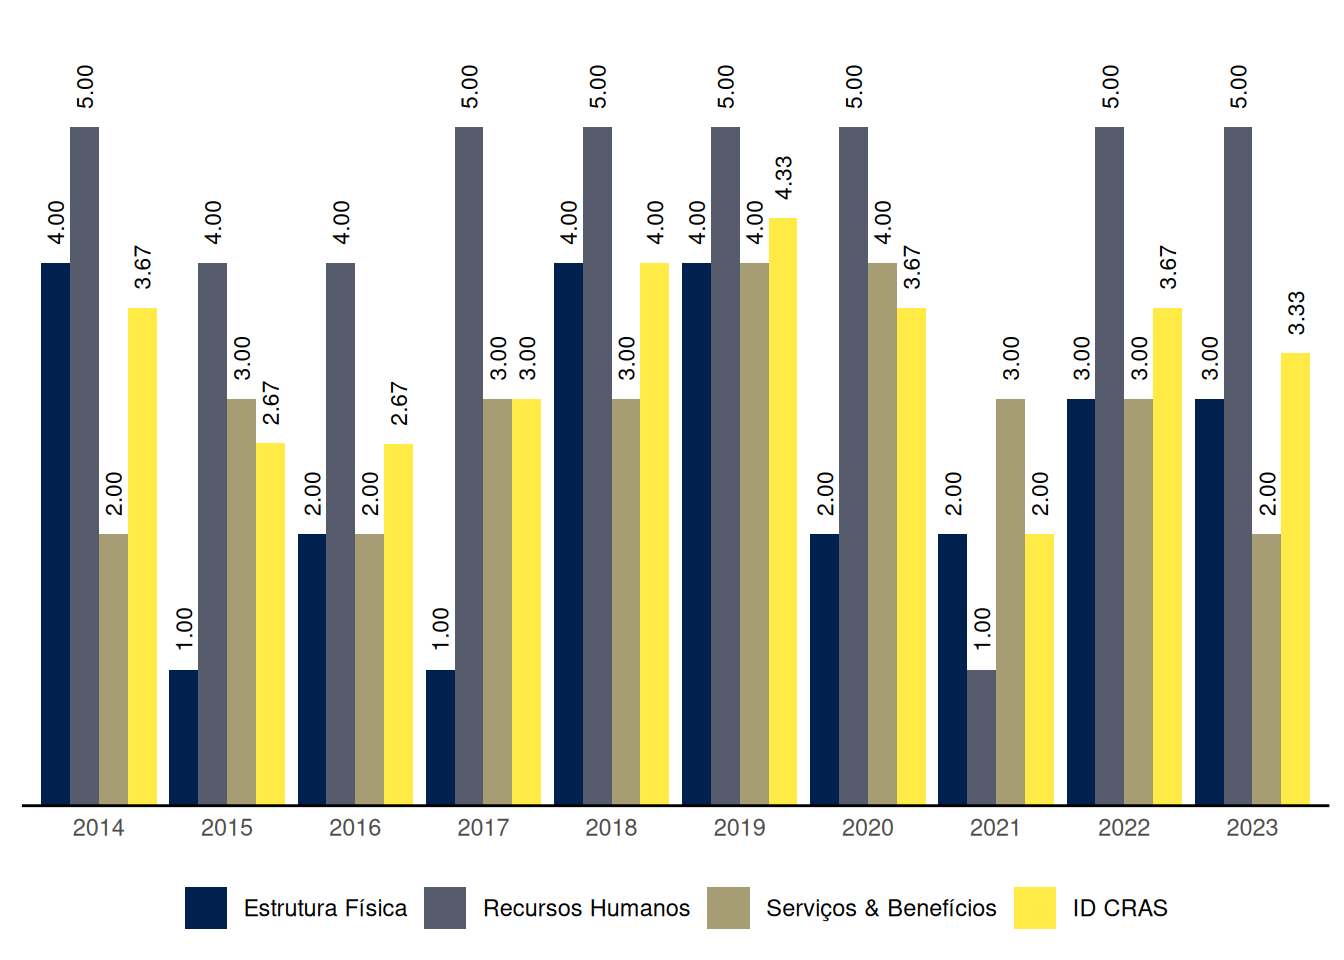 5.00 5.00 5.00 5.00 5.00 5.00 5.00
4.33
4.00 4.00 4.00 4.00 4.00 4.00 4.00 4.00
3.67 3.67 3.67
3.33
3.00 3.00 3.00 3.00 3.00 3.00 3.00 3.00
2.67 2.67
2.00 2.00 2.00 2.00 2.00 2.00 2.00
1.00 1.00 1.00
2014 2015 2016 2017 2018 2019 2020 2021 2022 2023
Estrutura Física Recursos Humanos Serviços & Benefícios ID CRAS